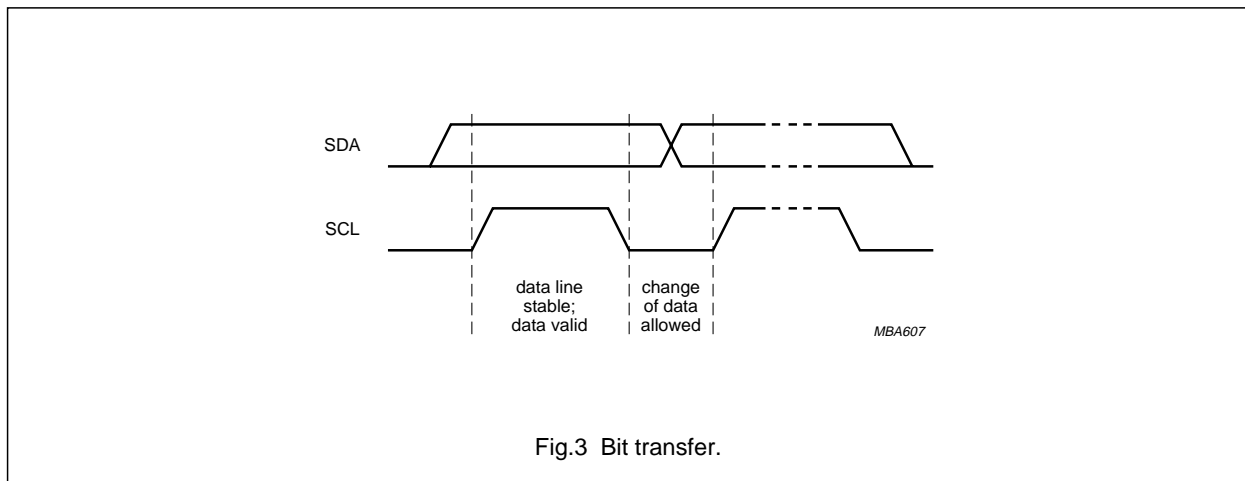 SDA
SCL
data line
stable;
data valid
change
of data
allowed
MBA607
Fig.3 Bit transfer.